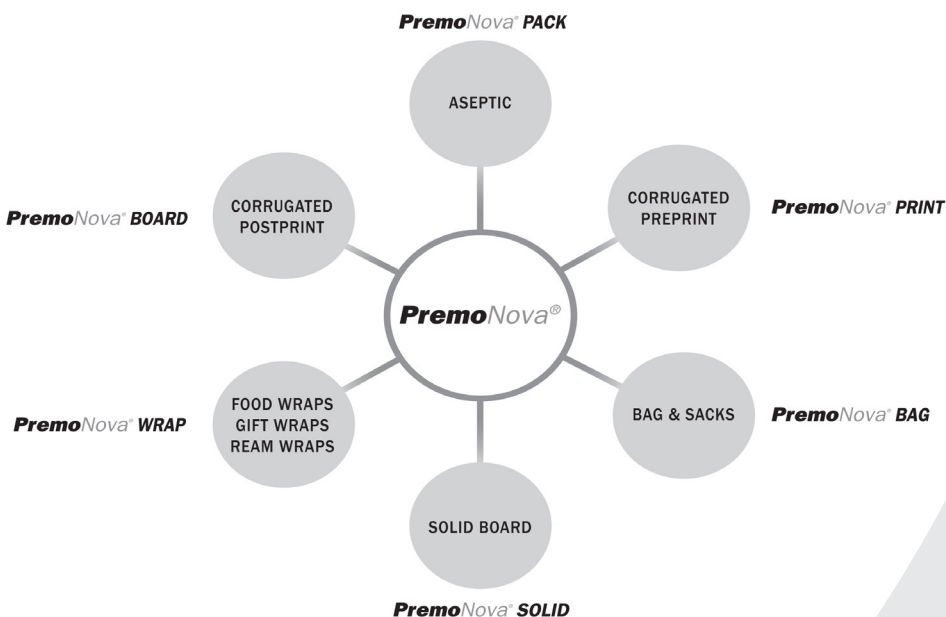 PremoNova® PACK
ASEPTIC
PremoNova® BOARD
CORRUGATED
POSTPRINT
CORRUGATED
PREPRINT
PremoNova® PRINT
PremoNova®
PremoNova® WRAP
FOOD WRAPS
GIFT WRAPS
REAM WRAPS
BAG & SACKS
PremoNova® BAG
SOLID BOARD
PremoNova® SOLID